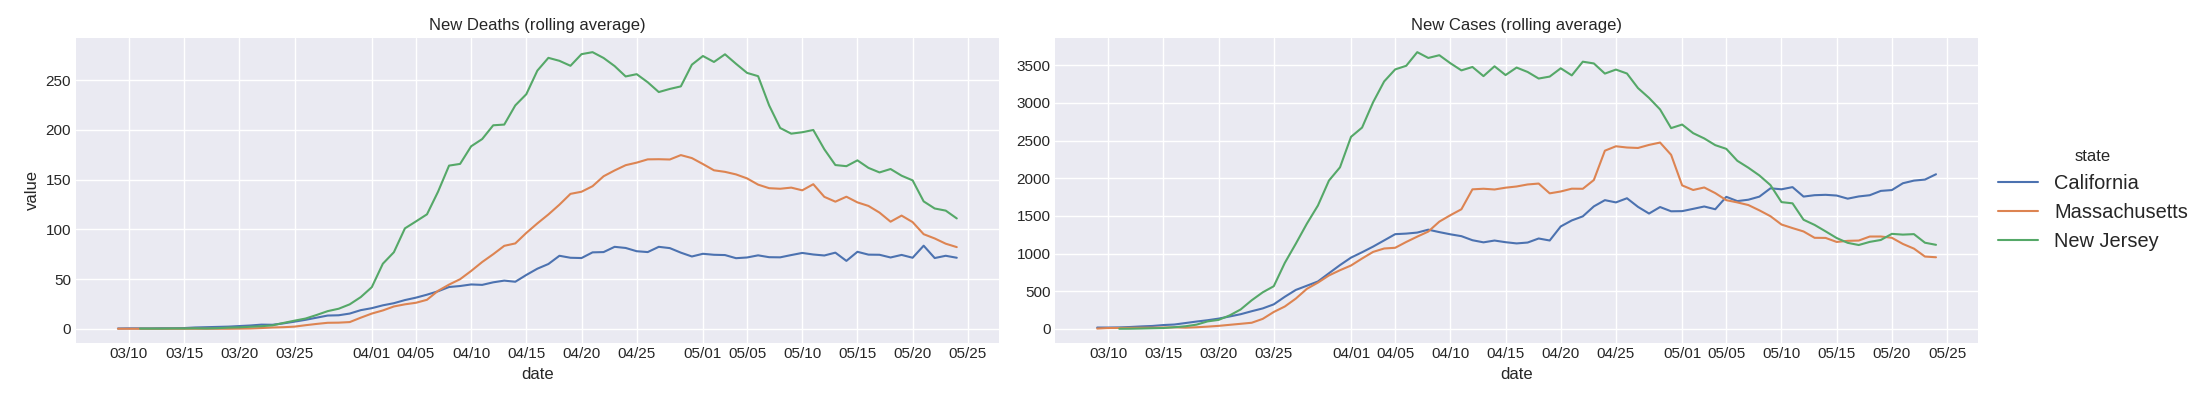 New Deaths (rolling average)
value
250
200
150
100
50
0
03/10 03/15 03/20 03/25 04/01 04/05 04/10 04/15 04/20 04/25 05/01 05/05 05/10 05/15 05/20 05/25
date
New Cases (rolling average)
3500
3000
2500
2000
1500
1000
500
0
03/10 03/15 03/20 03/25 04/01 04/05 04/10 04/15 04/20 04/25 05/01 05/05 05/10 05/15 05/20 05/25
date
state
California
Massachusetts
New Jersey